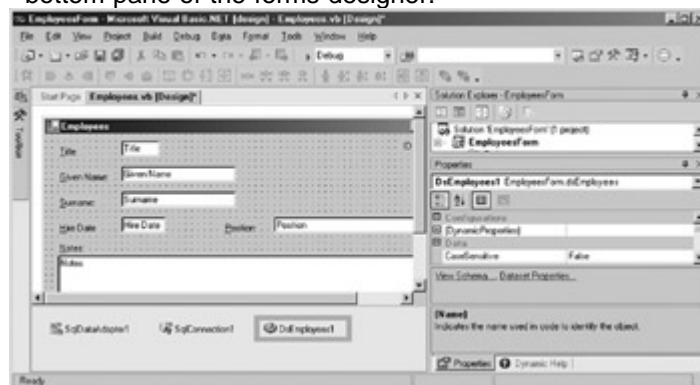 bottom pane of the forms designer.
EmployeesForm - Microsoft Visual Basic.NET [design] - Employees.vb [Design]*
File Edit View Project Build Debug Data Format Tools Window Help
Debug
Start Page Employees.vb [Design]*
Solution Explorer - EmployeesForm
Toolbox
Employees
Solution 'EmployeesForm' (1 project)
EmployeesForm
Title
Title
Properties
Given Name
Given Name
DsEmployees1 EmployeesForm.dsEmployees
Surname
Surname
Configurations
Hire Date
Hire Date
Position
Position
(DynamicProperties)
Data
Notes
CaseSensitive False
Notes
View Schema... Dataset Properties...
(Name)
SqlDataAdapter1 SqlConnection1 DsEmployees1
Indicates the name used in code to identify the object.
Properties Dynamic Help
Ready